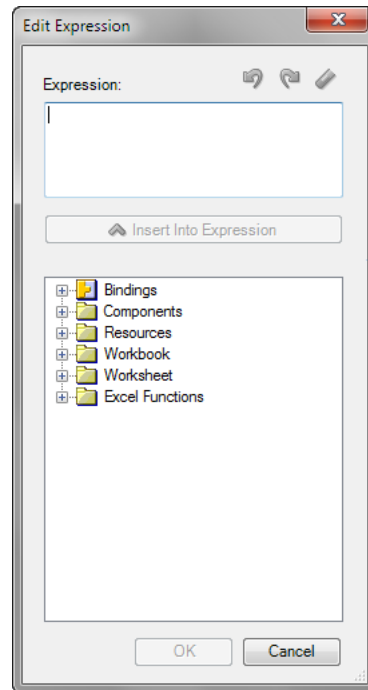 Edit Expression
Expression:
Insert Into Expression
Bindings
Components
Resources
Workbook
Worksheet
Excel Functions
OK
Cancel